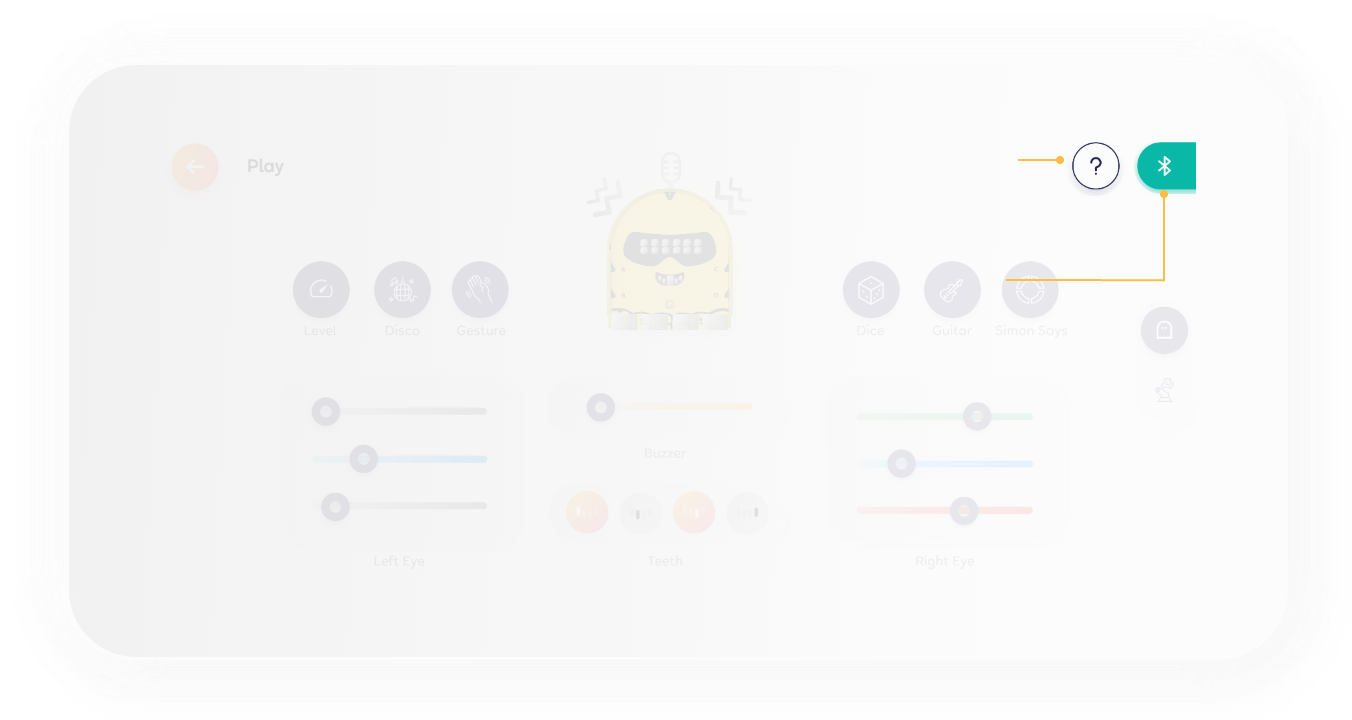 Play
?
Level
Disco
Gesture
Dice
Guitar
Simon Says
Buzzer
Left Eye
Teeth
Right Eye